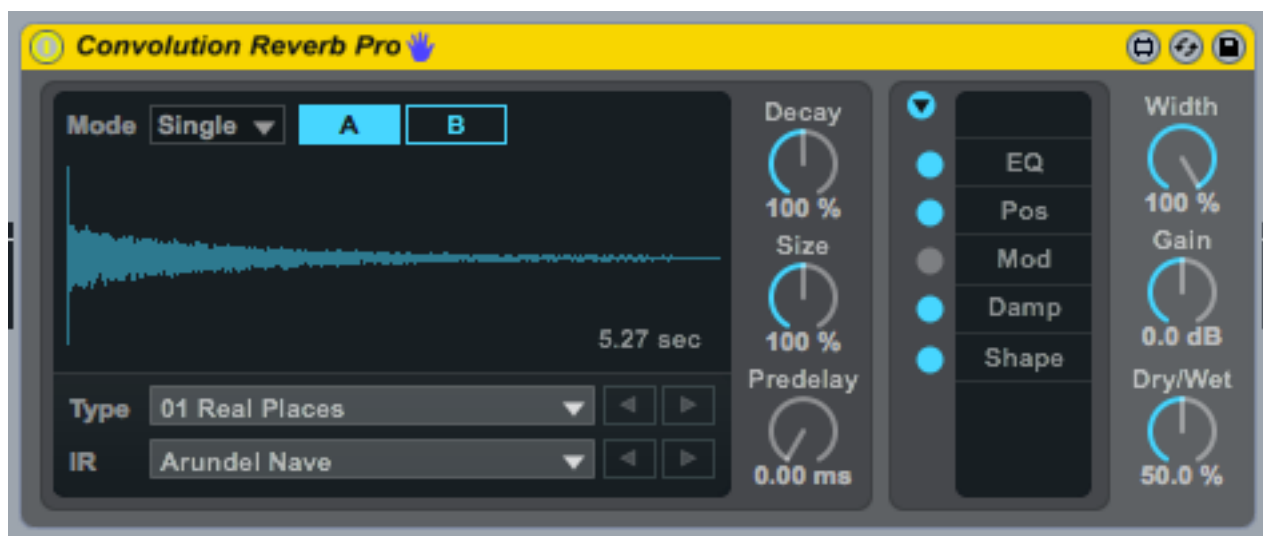 Convolution Reverb Pro
Mode Single A B
5.27 sec
Type 01 Real Places
IR Arundel Nave
Decay
100 %
Size
100 %
Predelay
0.00 ms
EQ
Pos
Mod
Damp
Shape
Width
100 %
Gain
0.0 dB
Dry/Wet
50.0 %